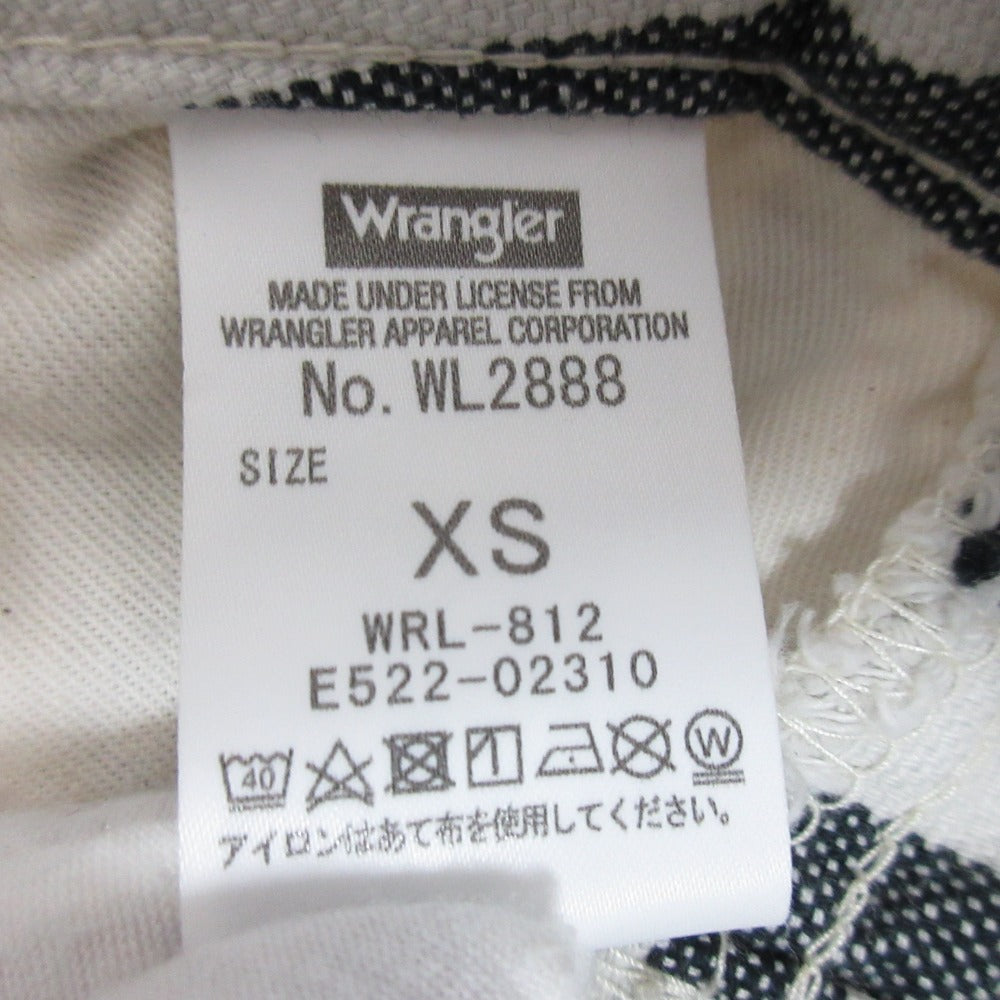 Wrangler
MADE UNDER LICENSE FROM
WRANGLER APPAREL CORPORATION
No. WL2888
SIZE
XS
WRL-812
E522-02310
40 W
アイロンはあて布を使用してください。